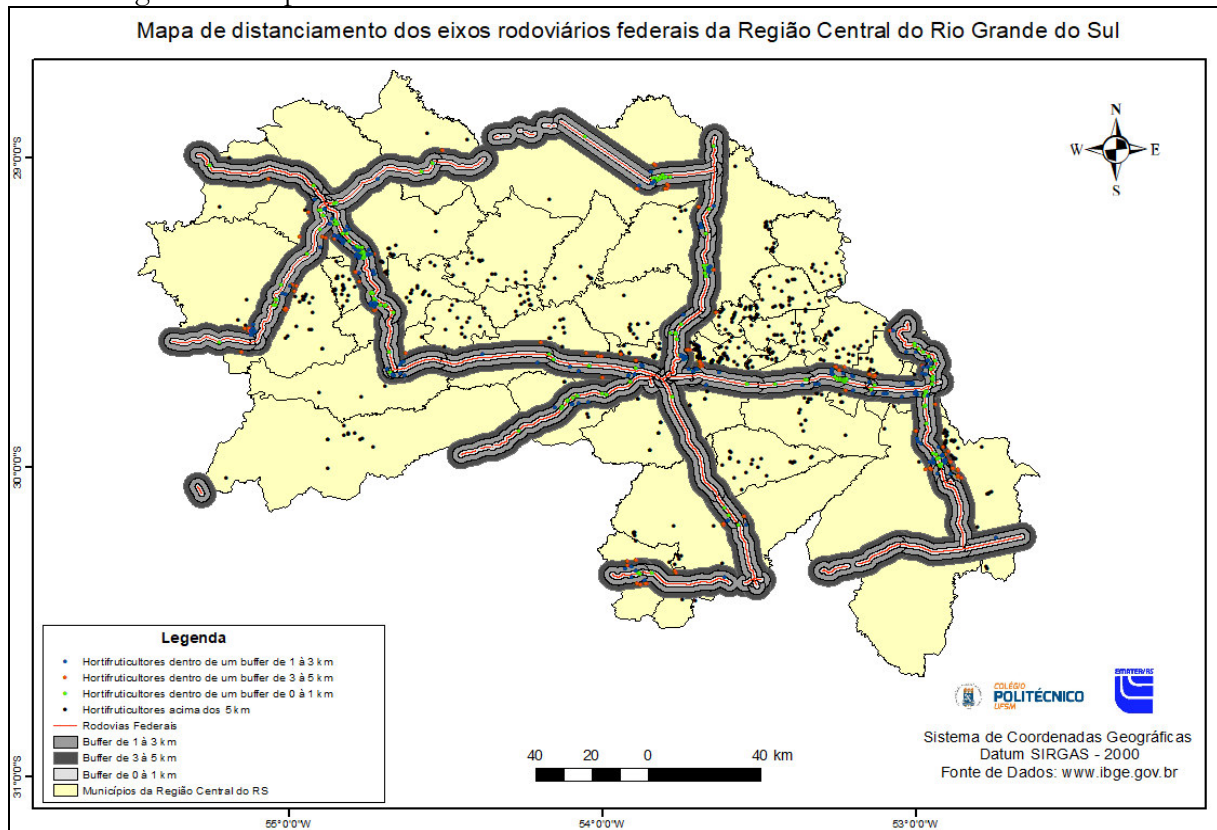 Mapa de distanciamento dos eixos rodoviários federais da Região Central do Rio Grande do Sul
N
W E
S
29°0'0"S
30°0'0"S
31°0'0"S
Legenda
Hortifruticultores dentro de um buffer de 1 à 3 km
Hortifruticultores dentro de um buffer de 3 à 5 km
Hortifruticultores dentro de um buffer de 0 à 1 km
Hortifruticultores acima dos 5 km
Rodovias Federais
Buffer de 1 à 3 km
Buffer de 3 à 5 km
Buffer de 0 à 1 km
Municípios da Região Central do RS
40 20 0 40 km
COLÉGIO
POLITÉCNICO
UFSM
EMATER/RS
Sistema de Coordenadas Geográficas
Datum SIRGAS - 2000
Fonte de Dados: www.ibge.gov.br
55°0'0"W 54°0'0"W 53°0'0"W